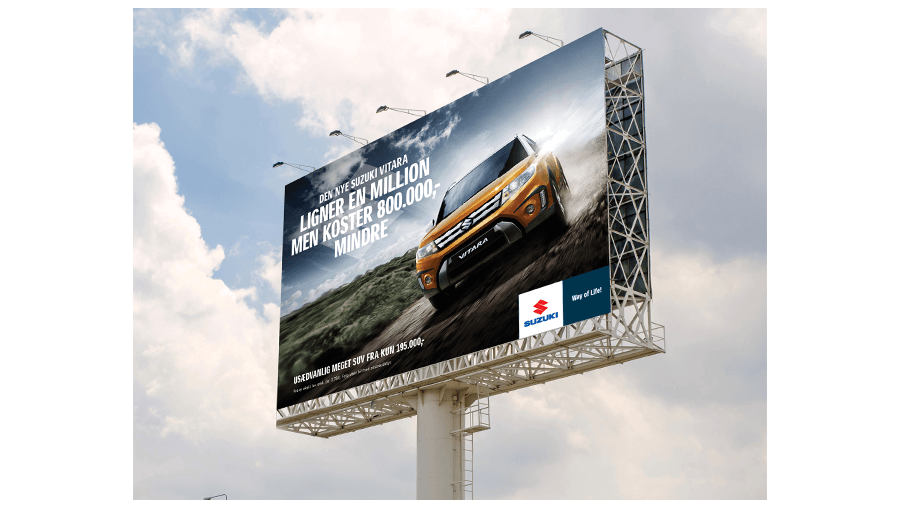 DEN NYE SUZUKI VITARA
LIGNER EN MILLION
MEN KOSTER 800.000,-
MINDRE
VITARA
Way of Life!
SUZUKI
USÆDVANLIG MEGET SUV FRA KUN 195.000,-